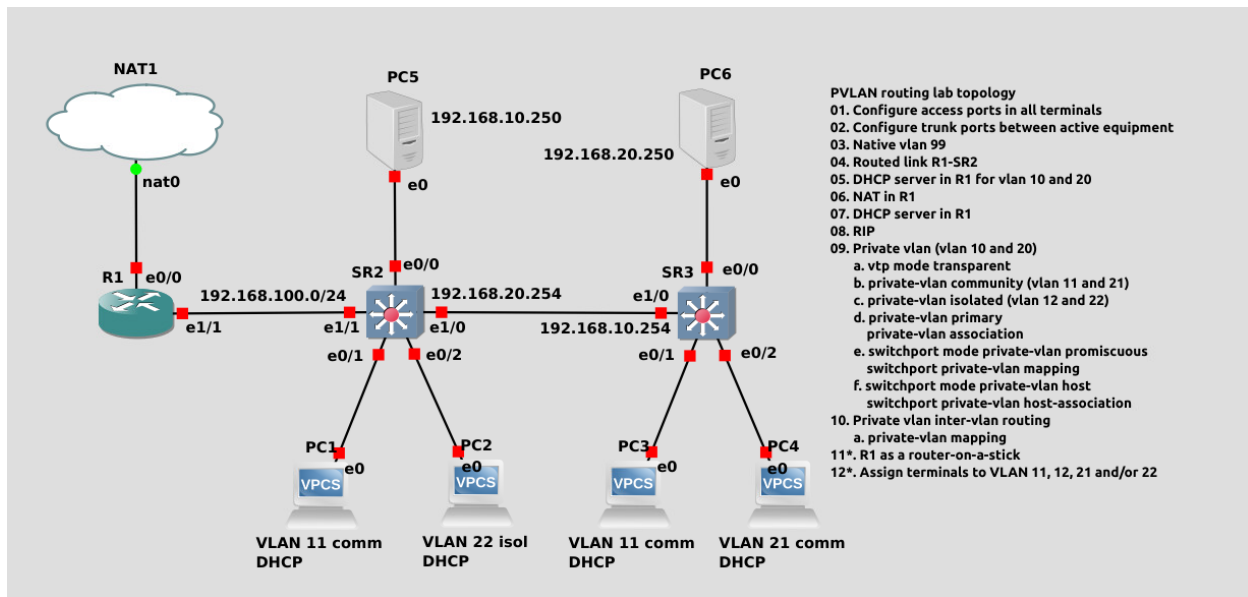 NAT1
nat0
R1
e0/0
e1/1
192.168.100.0/24
PC5
192.168.10.250
e0
SR2
e0/0
192.168.20.254
e1/1
e1/0
e0/1
e0/2
PC6
192.168.20.250
e0
SR3
e0/0
e1/0
192.168.10.254
e0/1
e0/2
PC1
e0
VPCS
VLAN 11 comm
DHCP
PC2
e0
VPCS
VLAN 22 isol
DHCP
PC3
e0
VPCS
VLAN 11 comm
DHCP
PC4
e0
VPCS
VLAN 21 comm
DHCP
PVLAN routing lab topology
01. Configure access ports in all terminals
02. Configure trunk ports between active equipment
03. Native vlan 99
04. Routed link R1-SR2
05. DHCP server in R1 for vlan 10 and 20
06. NAT in R1
07. DHCP server in R1
08. RIP
09. Private vlan (vlan 10 and 20)
a. vtp mode transparent
b. private-vlan community (vlan 11 and 21)
c. private-vlan isolated (vlan 12 and 22)
d. private-vlan primary
private-vlan association
e. switchport mode private-vlan promiscuous
switchport private-vlan mapping
f. switchport mode private-vlan host
switchport private-vlan host-association
10. Private vlan inter-vlan routing
a. private-vlan mapping
11*. R1 as a router-on-a-stick
12*. Assign terminals to VLAN 11, 12, 21 and/or 22